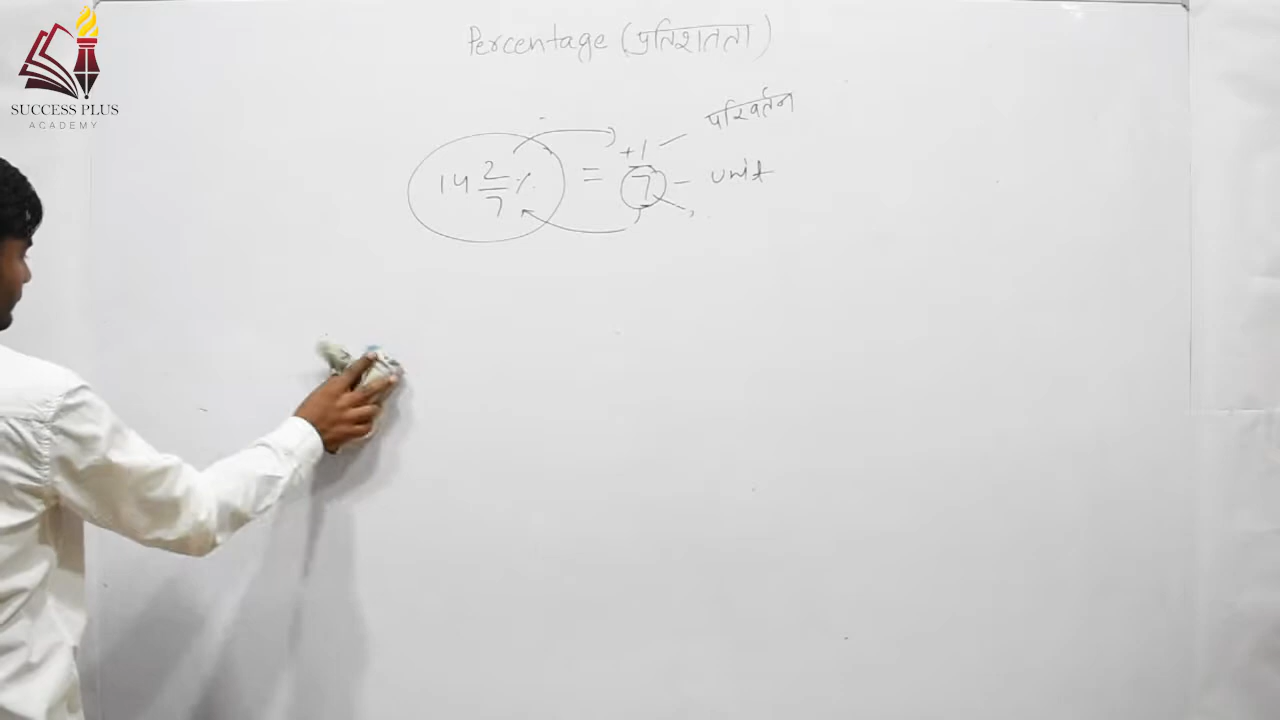 SUCCESS PLUS
ACADEMY
Percentage (प्रतिशतता)
14 2/7 % = +1/7
परिवर्तन
unit